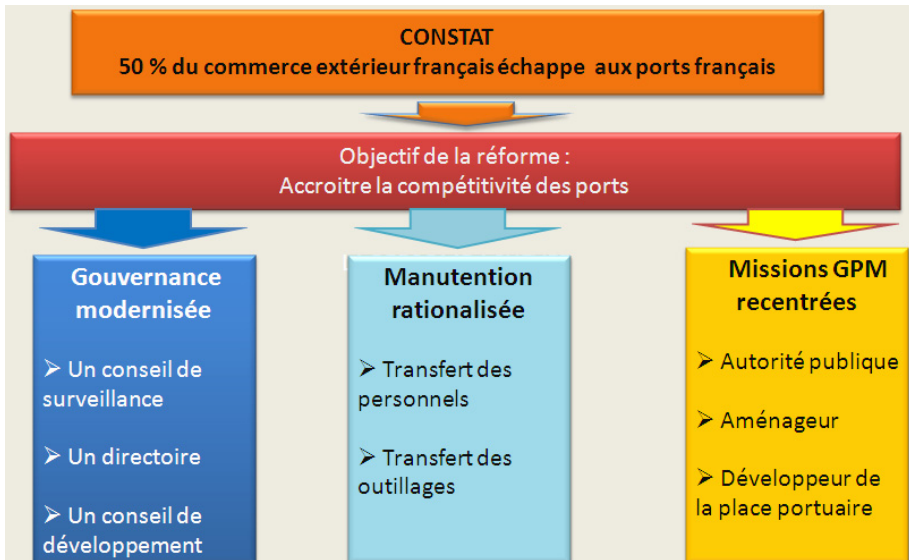 CONSTAT
50 % du commerce extérieur français échappe aux ports français
Objectif de la réforme :
Accroitre la compétitivité des ports
Gouvernance
modernisée
➢ Un conseil de
surveillance
➢ Un directoire
➢ Un conseil de
développement
Manutention
rationalisée
➢ Transfert des
personnels
➢ Transfert des
outillages
Missions GPM
recentrées
➢ Autorité publique
➢ Aménageur
➢ Développeur de
la place portuaire